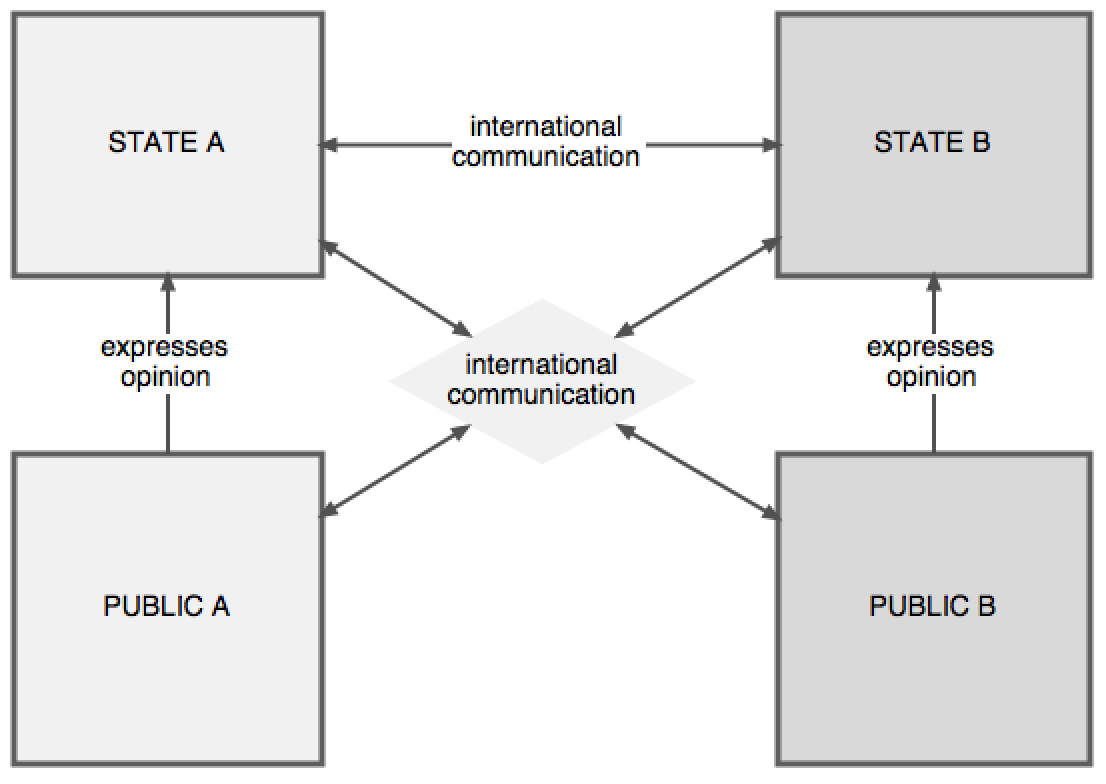 STATE A
international
communication
STATE B
expresses
opinion
international
communication
expresses
opinion
PUBLIC A
PUBLIC B